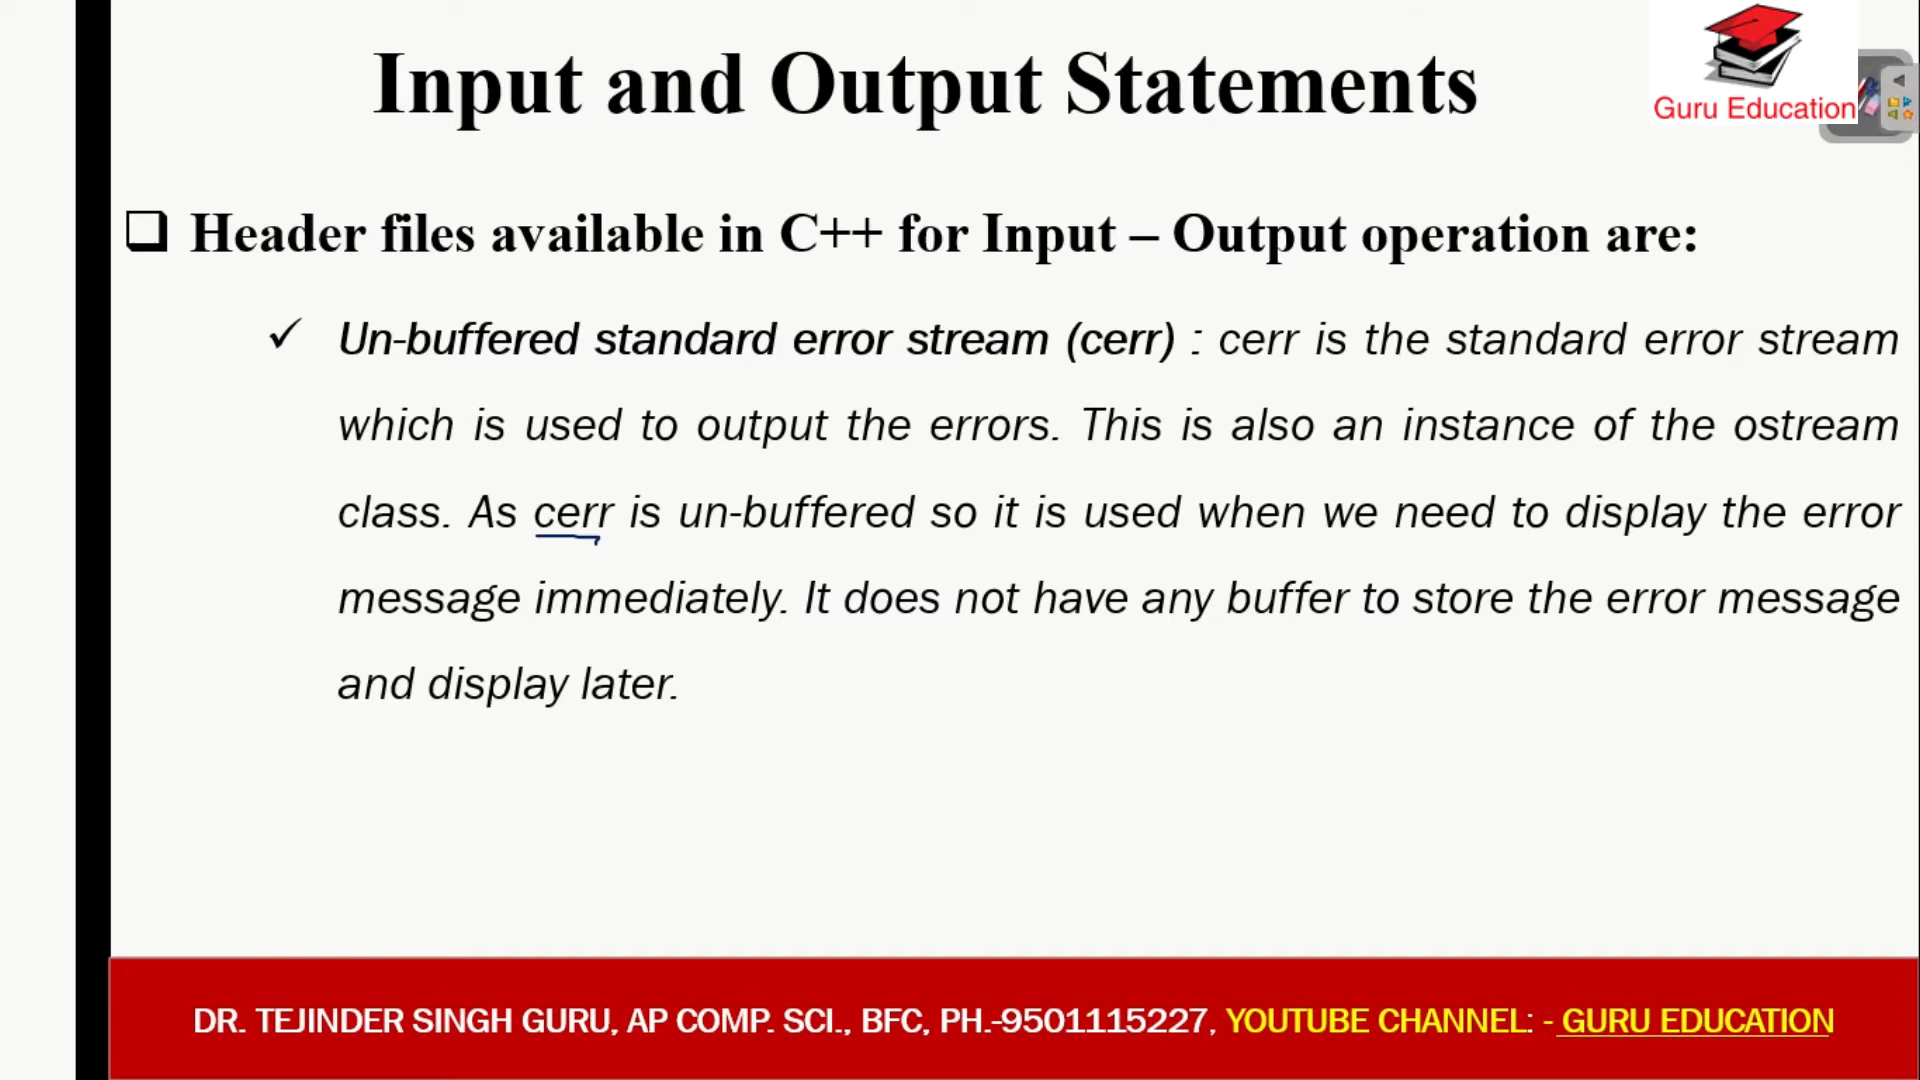 Input and Output Statements
Guru Education
Header files available in C++ for Input – Output operation are:
Un-buffered standard error stream (cerr) : cerr is the standard error stream
which is used to output the errors. This is also an instance of the ostream
class. As cerr is un-buffered so it is used when we need to display the error
message immediately. It does not have any buffer to store the error message
and display later.
DR. TEJINDER SINGH GURU, AP COMP. SCI., BFC, PH.-9501115227, YOUTUBE CHANNEL: - GURU EDUCATION